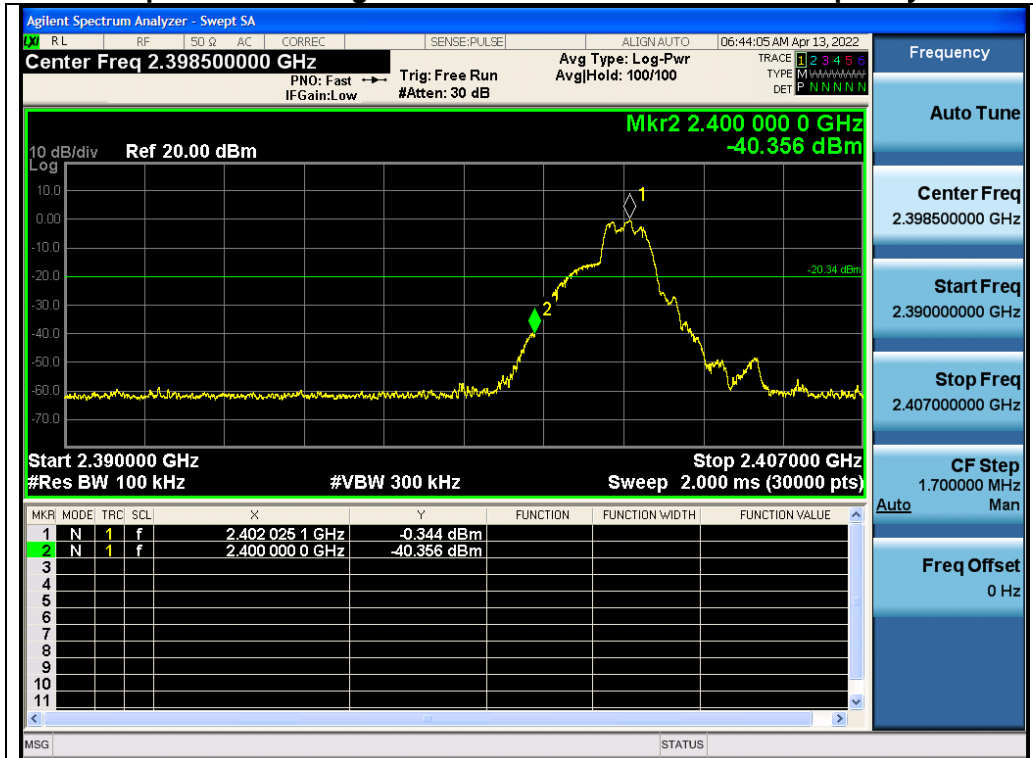 Agilent Spectrum Analyzer - Swept SA
LXI RL RF 50 Ω AC CORREC SENSE:PULSE ALIGN AUTO 06:44:05 AM Apr 13, 2022
Center Freq 2.398500000 GHz
PNO: Fast
IFGain:Low
Trig: Free Run
#Atten: 30 dB
Avg Type: Log-Pwr
Avg|Hold: 100/100
TRACE 1 2 3 4 5 6
TYPE M WWWWW
DET P N N N N N
Mkr2 2.400 000 0 GHz
-40.356 dBm
10 dB/div Ref 20.00 dBm
Log
10.0
0.00
-10.0
-20.0
-30.0
-40.0
-50.0
-60.0
-70.0
1
2
-20.34 dBm
Start 2.390000 GHz Stop 2.407000 GHz
#Res BW 100 kHz #VBW 300 kHz Sweep 2.000 ms (30000 pts)
MKR MODE TRC SCL X Y FUNCTION FUNCTION WIDTH FUNCTION VALUE
1 N 1 f 2.402 025 1 GHz -0.344 dBm
2 N 1 f 2.400 000 0 GHz -40.356 dBm
3
4
5
6
7
8
9
10
11
MSG STATUS
Frequency
Auto Tune
Center Freq
2.398500000 GHz
Start Freq
2.390000000 GHz
Stop Freq
2.407000000 GHz
CF Step
1.700000 MHz
Auto Man
Freq Offset
0 Hz